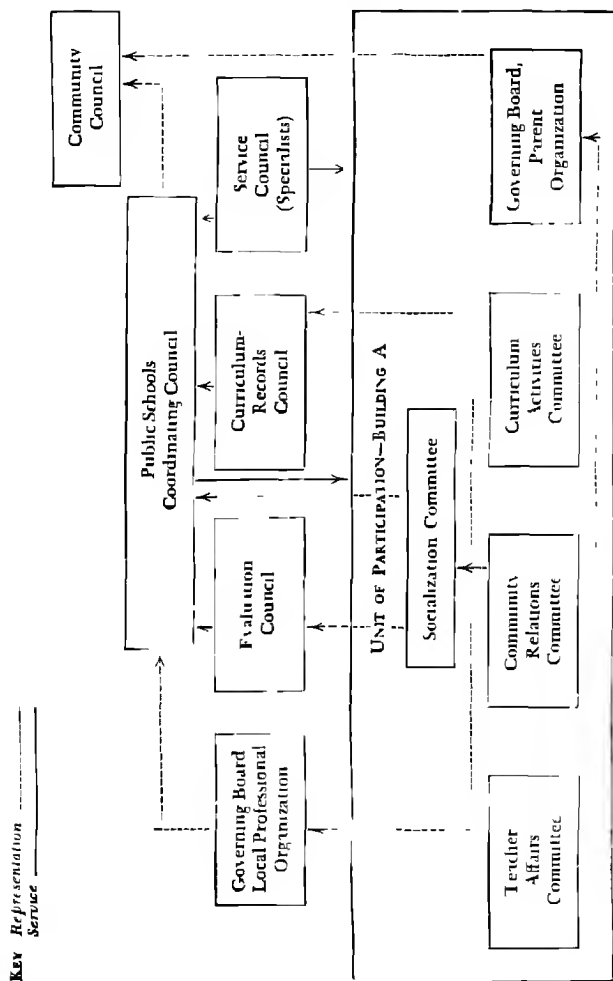 KEY Representation
Service
Community
Council
Public Schools
Coordinating Council
Governing Board
Local Professional
Organization
Evaluation
Council
Curriculum-
Records
Council
Service
Council
(Specialists)
UNIT OF PARTICIPATION—BUILDING A
Socialization Committee
Teacher
Affairs
Committee
Community
Relations
Committee
Curriculum
Activities
Committee
Governing Board,
Parent
Organization